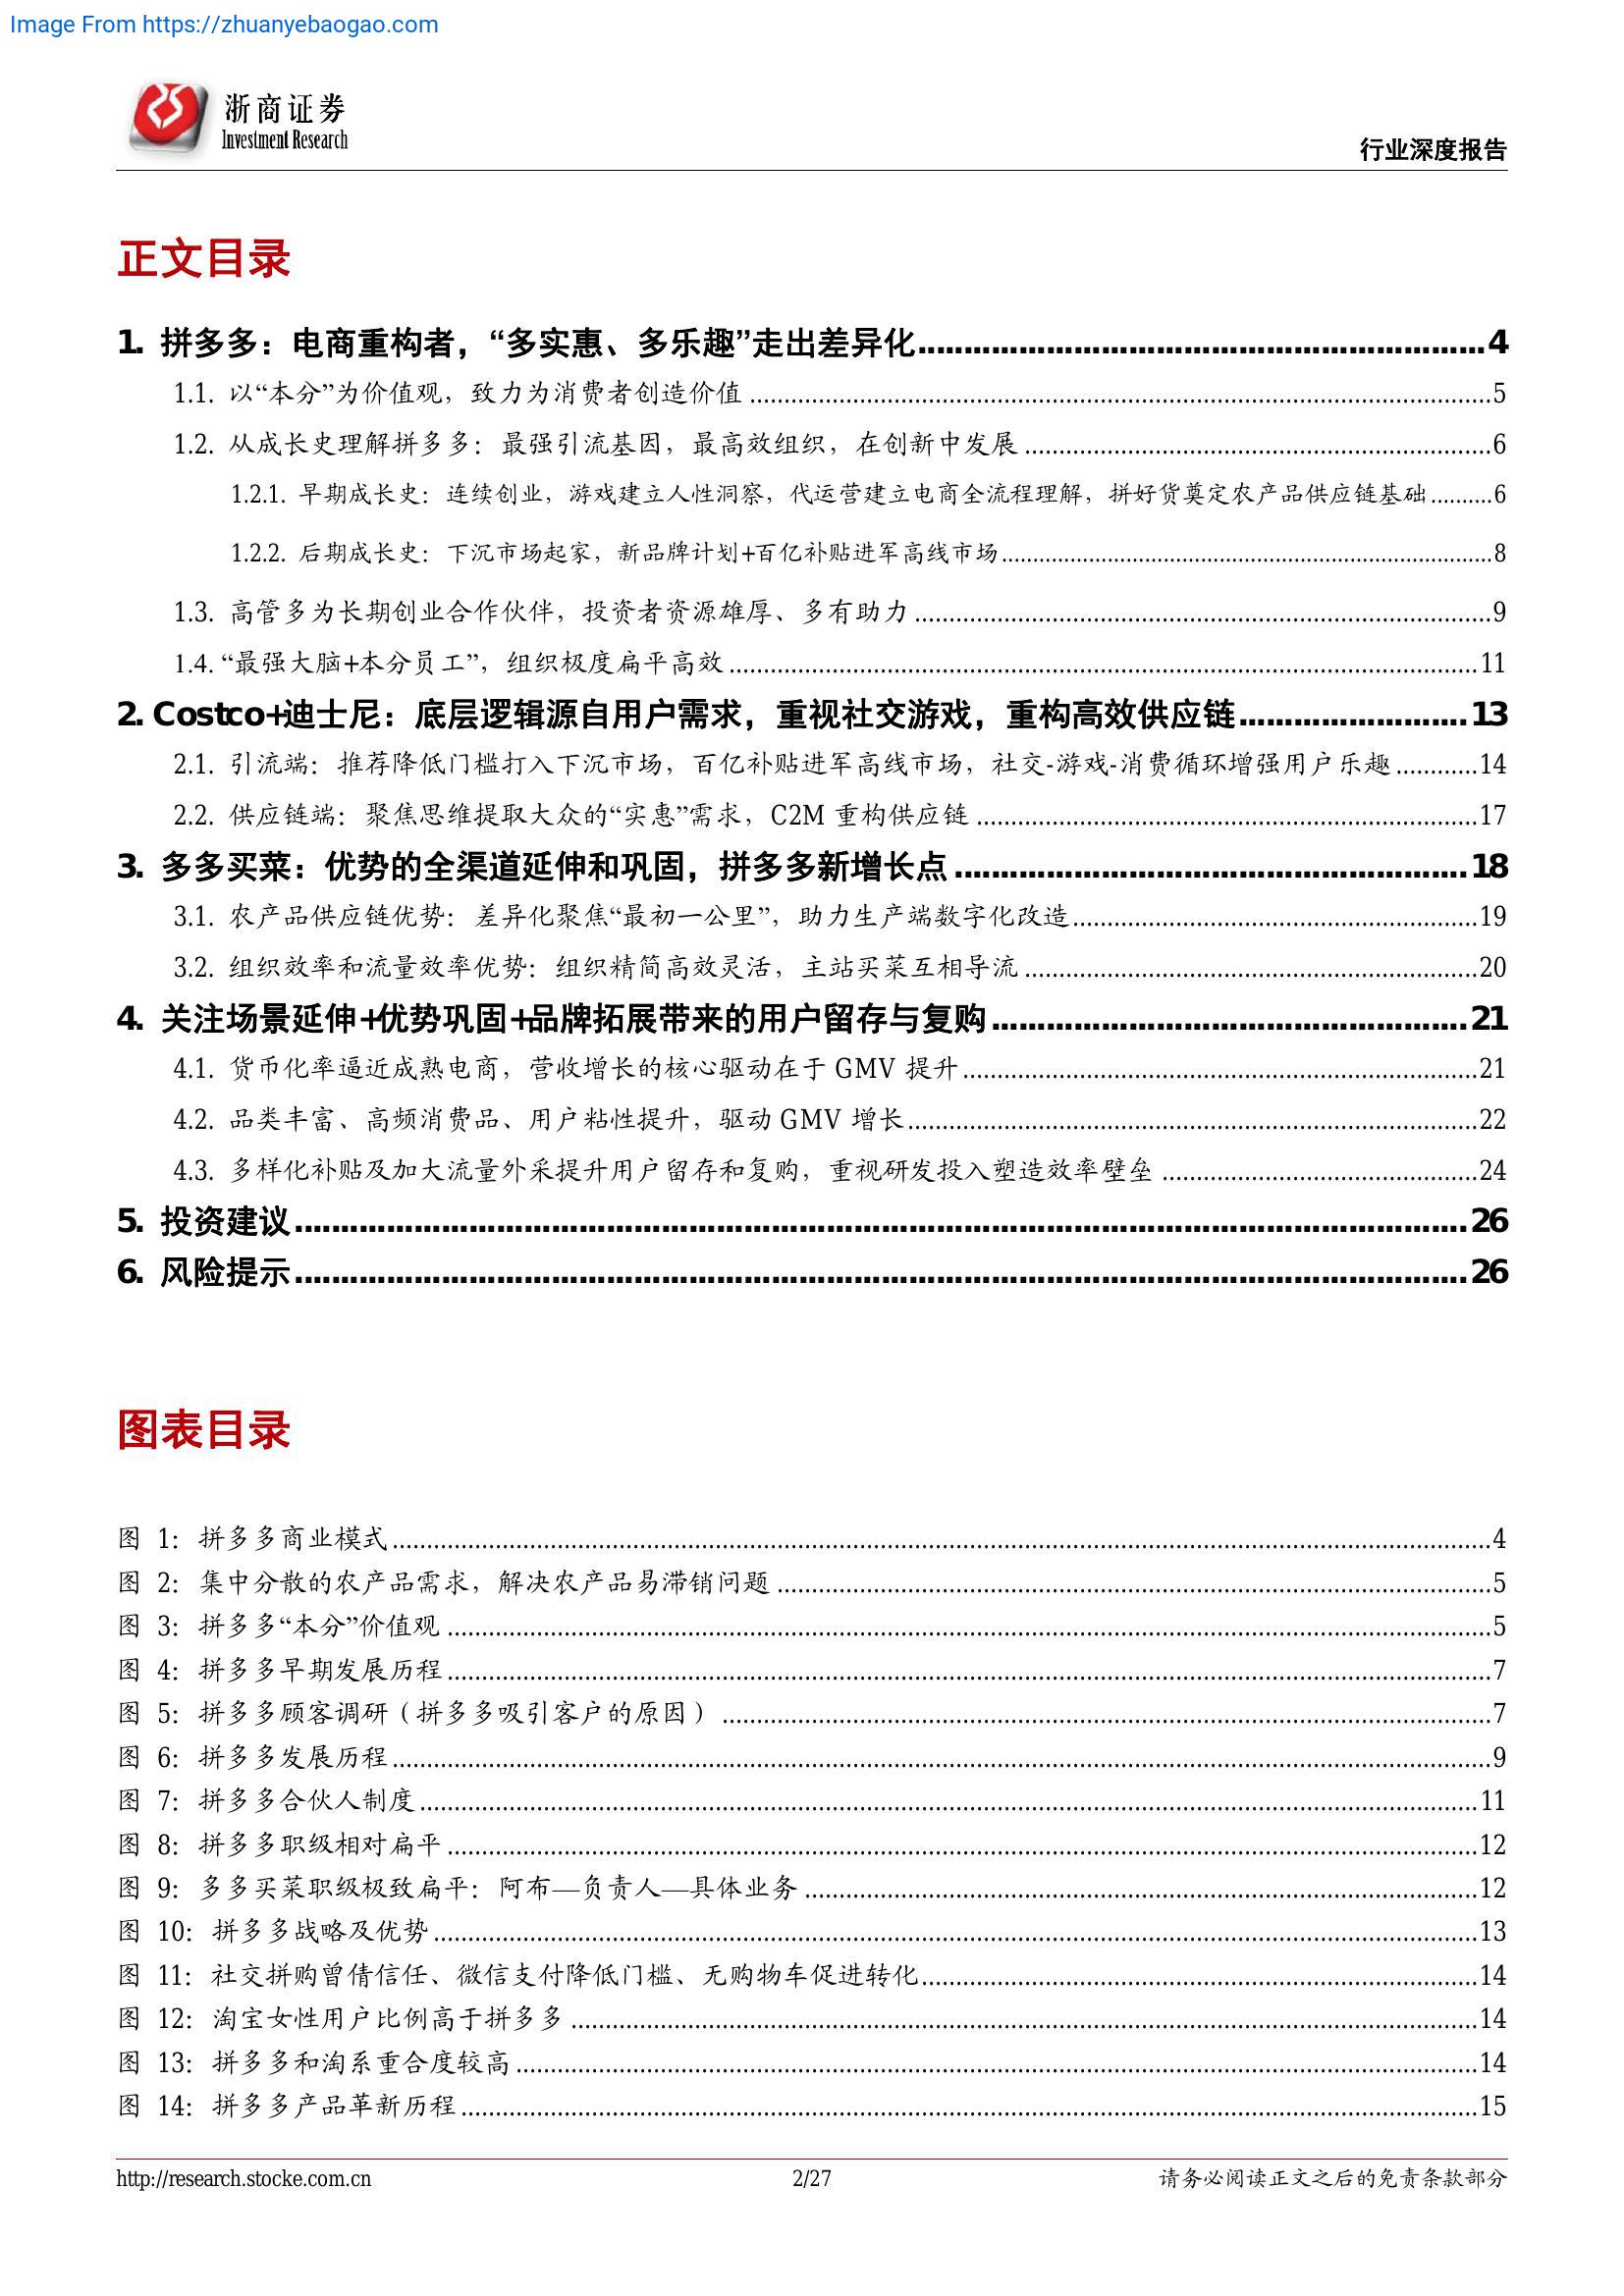 Image From https://zhuanyebaogao.com
浙商证券
Investment Research
行业深度报告
正文目录
1. 拼多多：电商重构者，“多实惠、多乐趣”走出差异化 4
1.1. 以“本分”为价值观，致力为消费者创造价值 5
1.2. 从成长史理解拼多多：最强引流基因，最高效组织，在创新中发展 6
1.2.1. 早期成长史：连续创业，游戏建立人性洞察，代运营建立电商全流程理解，拼好货奠定农产品供应链基础 6
1.2.2. 后期成长史：下沉市场起家，新品牌计划+百亿补贴进军高线市场 8
1.3. 高管多为长期创业合作伙伴，投资者资源雄厚、多有助力 9
1.4. “最强大脑+本分员工”，组织极度扁平高效 11
2. Costco+迪士尼：底层逻辑源自用户需求，重视社交游戏，重构高效供应链 13
2.1. 引流端：推荐降低门槛打入下沉市场，百亿补贴进军高线市场，社交-游戏-消费循环增强用户乐趣 14
2.2. 供应链端：聚焦思维提取大众的“实惠”需求，C2M 重构供应链 17
3. 多多买菜：优势的全渠道延伸和巩固，拼多多新增长点 18
3.1. 农产品供应链优势：差异化聚焦“最初一公里”，助力生产端数字化改造 19
3.2. 组织效率和流量效率优势：组织精简高效灵活，主站买菜互相导流 20
4. 关注场景延伸+优势巩固+品牌拓展带来的用户留存与复购 21
4.1. 货币化率逼近成熟电商，营收增长的核心驱动在于 GMV 提升 21
4.2. 品类丰富、高频消费品、用户粘性提升，驱动 GMV 增长 22
4.3. 多样化补贴及加大流量外采提升用户留存和复购，重视研发投入塑造效率壁垒 24
5. 投资建议 26
6. 风险提示 26
图表目录
图 1：拼多多商业模式 4
图 2：集中分散的农产品需求，解决农产品易滞销问题 5
图 3：拼多多“本分”价值观 5
图 4：拼多多早期发展历程 7
图 5：拼多多顾客调研（拼多多吸引客户的原因） 7
图 6：拼多多发展历程 9
图 7：拼多多合伙人制度 11
图 8：拼多多职级相对扁平 12
图 9：多多买菜职级极致扁平：阿布—负责人—具体业务 12
图 10：拼多多战略及优势 13
图 11：社交拼购曾倩信任、微信支付降低门槛、无购物车促进转化 14
图 12：淘宝女性用户比例高于拼多多 14
图 13：拼多多和淘系重合度较高 14
图 14：拼多多产品革新历程 15
http://research.stocke.com.cn
2/27
请务必阅读正文之后的免责条款部分